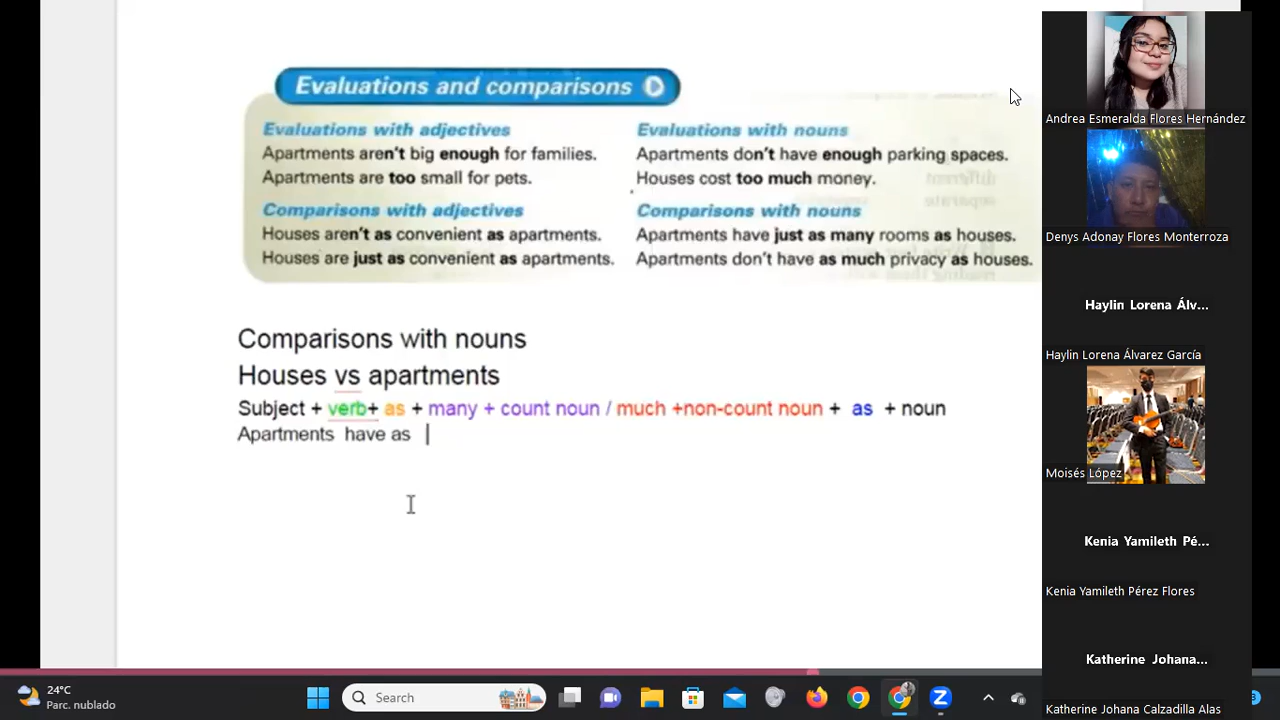 Evaluations and comparisons
Evaluations with adjectives
Apartments aren't big enough for families.
Apartments are too small for pets.
Comparisons with adjectives
Houses aren't as convenient as apartments.
Houses are just as convenient as apartments.
Evaluations with nouns
Apartments don't have enough parking spaces.
Houses cost too much money.
Comparisons with nouns
Apartments have just as many rooms as houses.
Apartments don't have as much privacy as houses.
Comparisons with nouns
Houses vs apartments
Subject + verb+ as + many + count noun / much +non-count noun + as + noun
Apartments have as
Andrea Esmeralda Flores Hernández
Denys Adonay Flores Monterroza
Haylin Lorena Álv...
Haylin Lorena Álvarez García
Moisés López
Kenia Yamileth Pé...
Kenia Yamileth Pérez Flores
Katherine Johana...
Katherine Johana Calzadilla Alas
24°C
Parc. nublado
Search